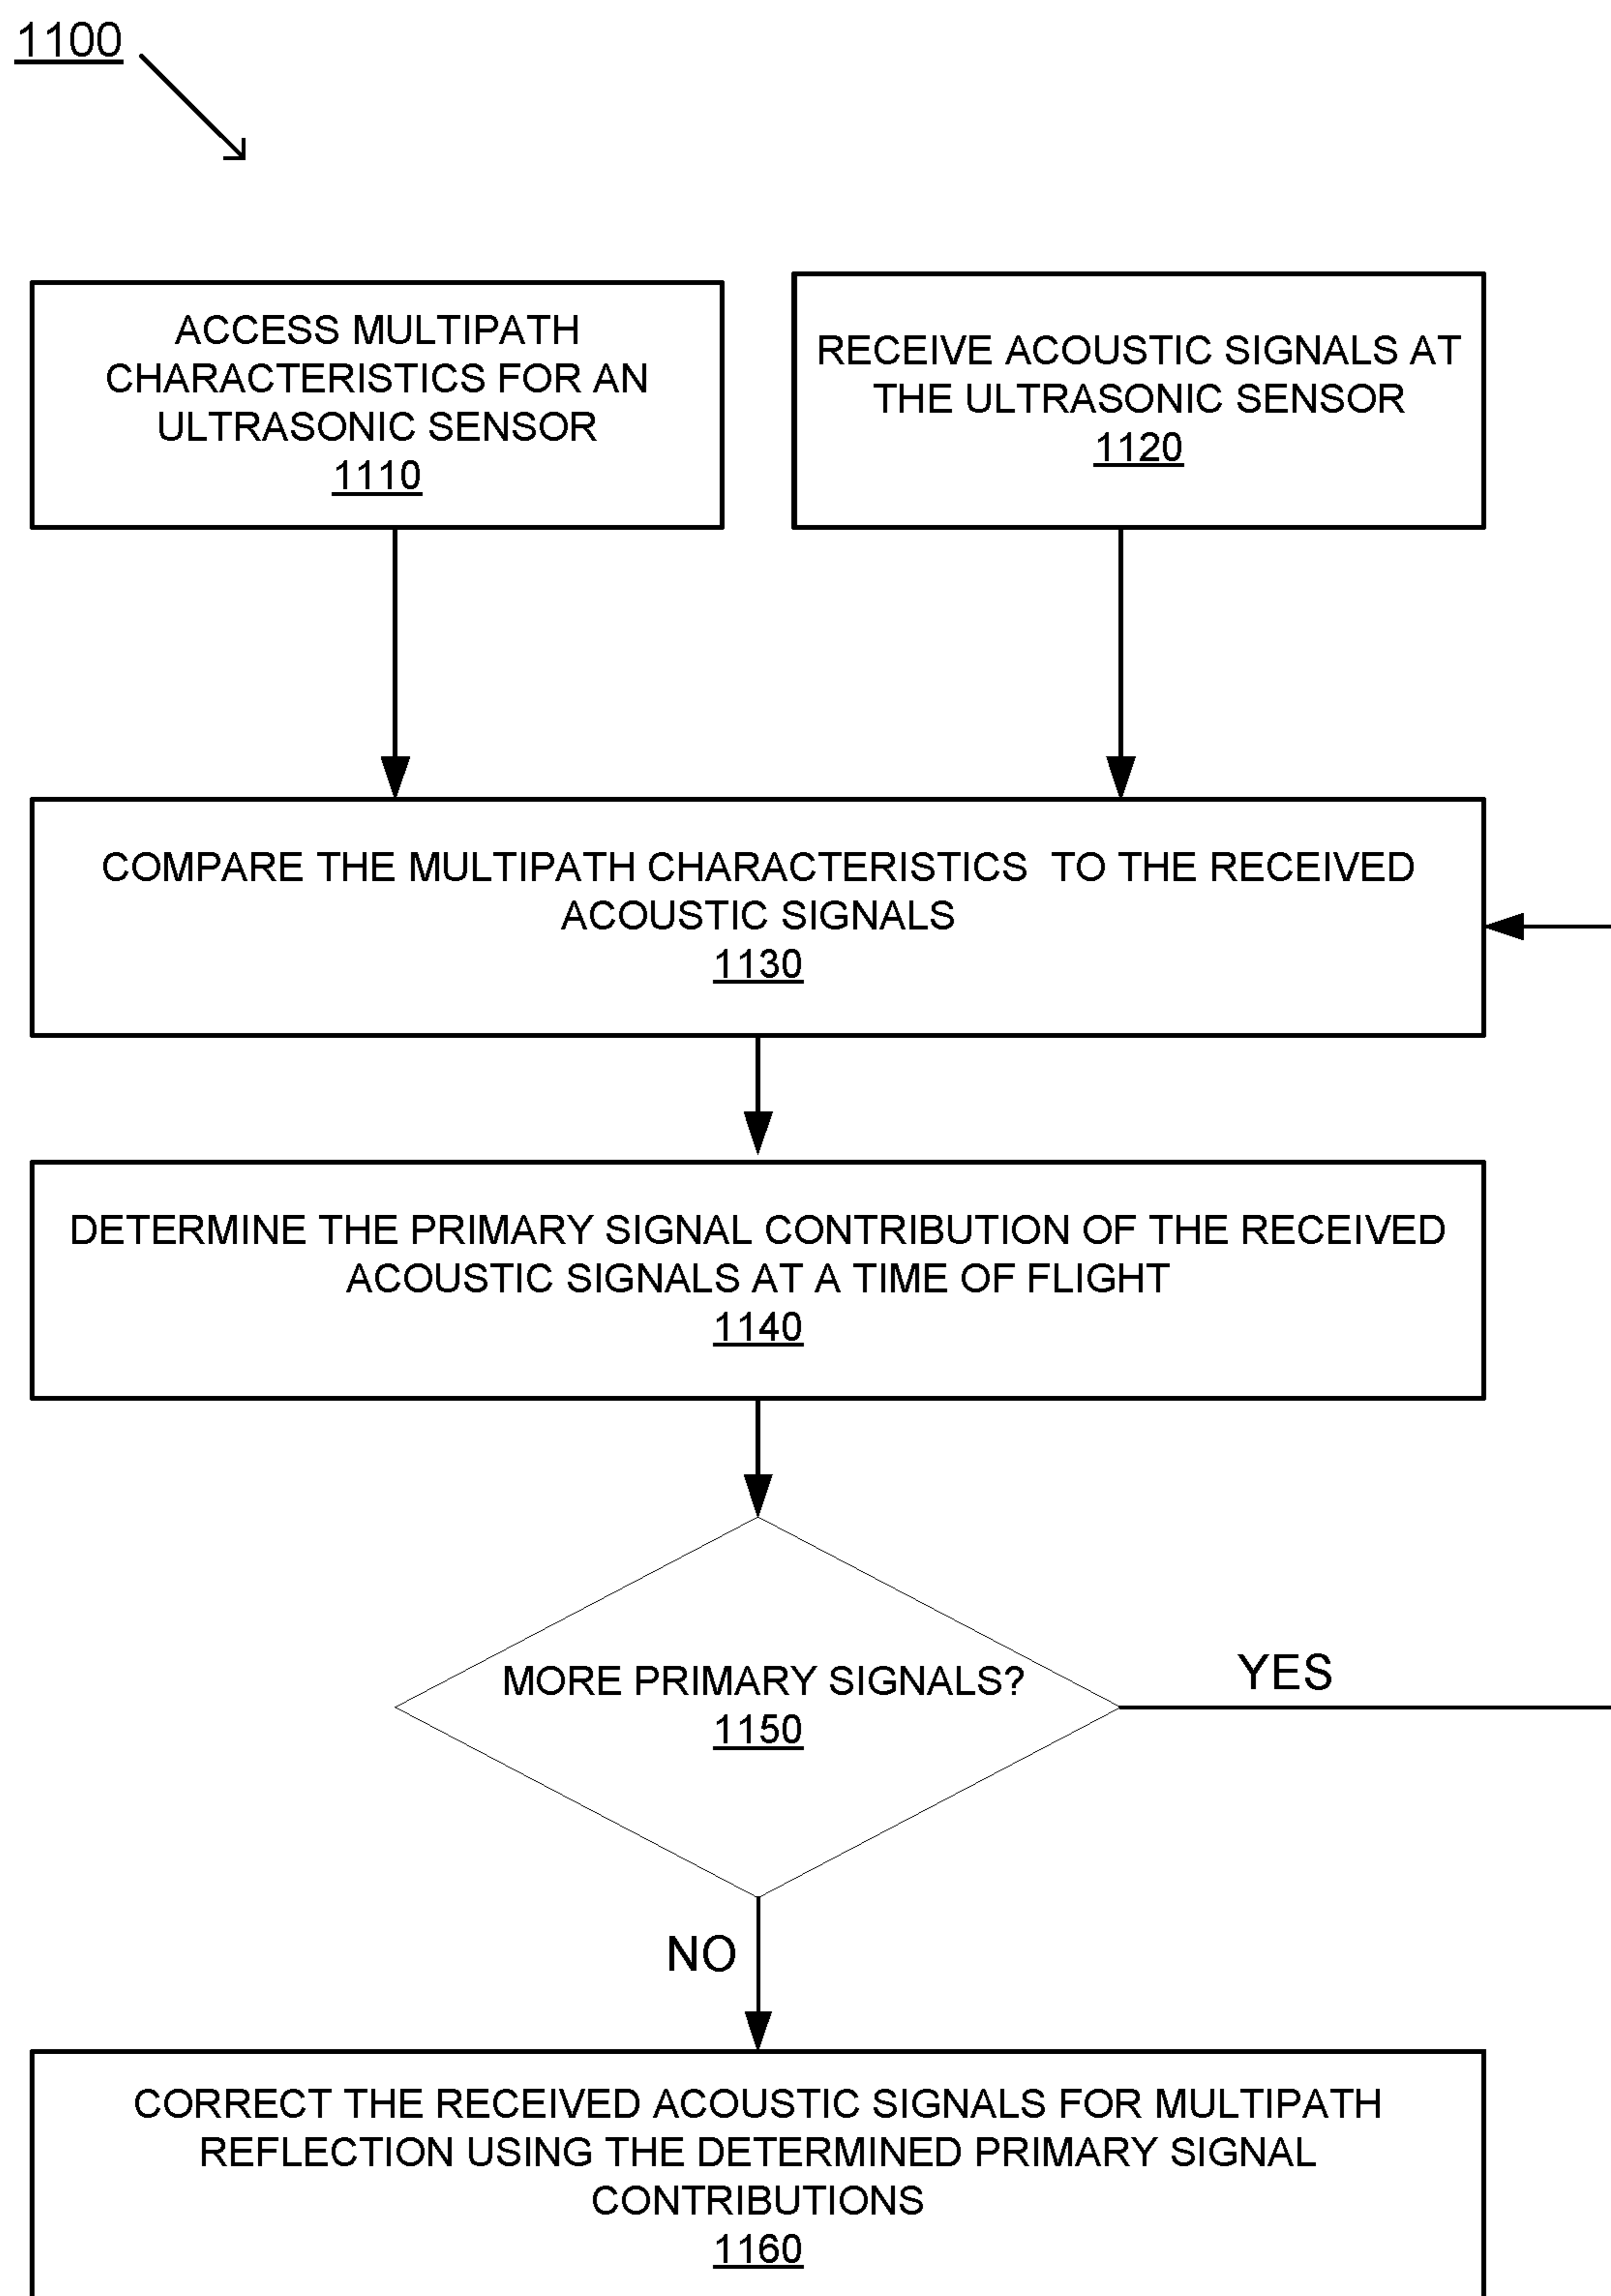 1100
ACCESS MULTIPATH
CHARACTERISTICS FOR AN
ULTRASONIC SENSOR
1110
RECEIVE ACOUSTIC SIGNALS AT
THE ULTRASONIC SENSOR
1120
COMPARE THE MULTIPATH CHARACTERISTICS TO THE RECEIVED
ACOUSTIC SIGNALS
1130
DETERMINE THE PRIMARY SIGNAL CONTRIBUTION OF THE RECEIVED
ACOUSTIC SIGNALS AT A TIME OF FLIGHT
1140
MORE PRIMARY SIGNALS?
1150
YES
NO
CORRECT THE RECEIVED ACOUSTIC SIGNALS FOR MULTIPATH
REFLECTION USING THE DETERMINED PRIMARY SIGNAL
CONTRIBUTIONS
1160